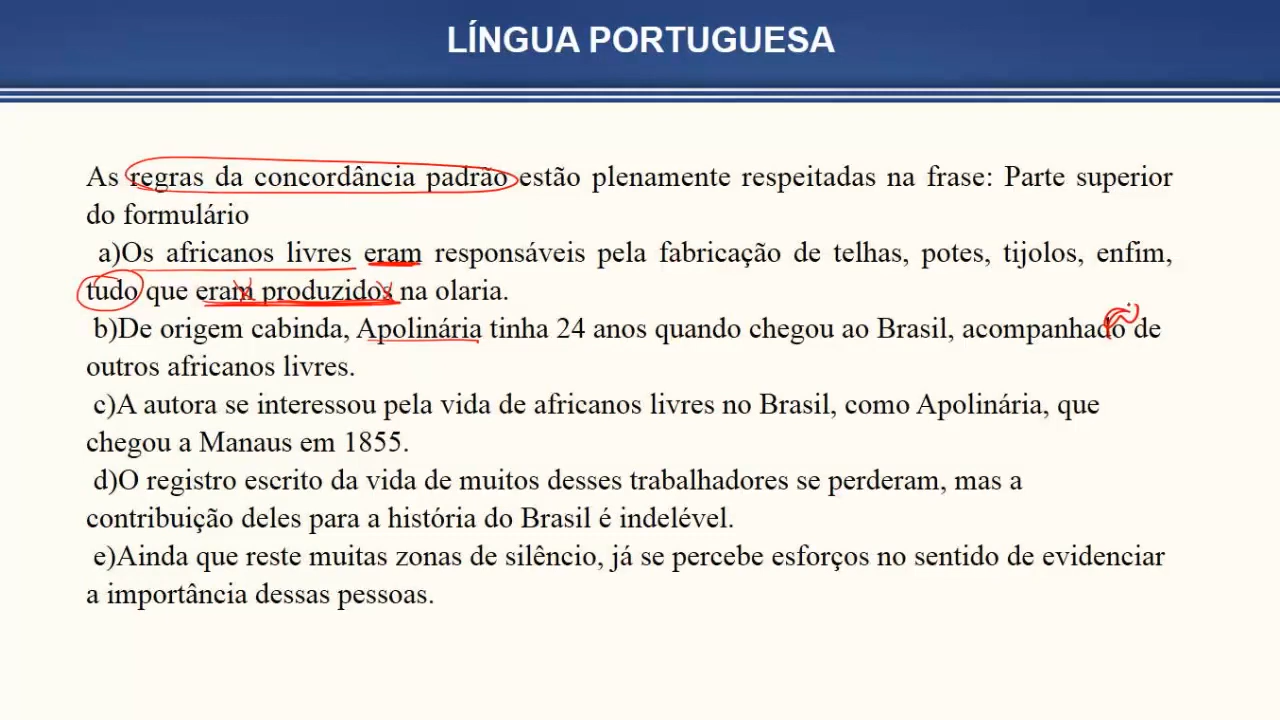 LÍNGUA PORTUGUESA
As regras da concordância padrão estão plenamente respeitadas na frase: Parte superior
do formulário
a)Os africanos livres eram responsáveis pela fabricação de telhas, potes, tijolos, enfim,
tudo que eram produzidos na olaria.
b)De origem cabinda, Apolinária tinha 24 anos quando chegou ao Brasil, acompanhado de
outros africanos livres.
c)A autora se interessou pela vida de africanos livres no Brasil, como Apolinária, que
chegou a Manaus em 1855.
d)O registro escrito da vida de muitos desses trabalhadores se perderam, mas a
contribuição deles para a história do Brasil é indelével.
e)Ainda que reste muitas zonas de silêncio, já se percebe esforços no sentido de evidenciar
a importância dessas pessoas.